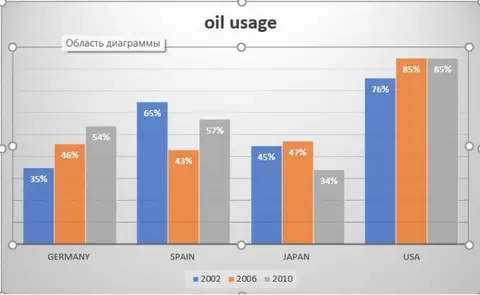 oil usage
Область диаграммы
35% 46% 54% 65% 43% 57% 45% 47% 34% 76% 85% 85%
GERMANY SPAIN JAPAN USA
2002 2006 2010